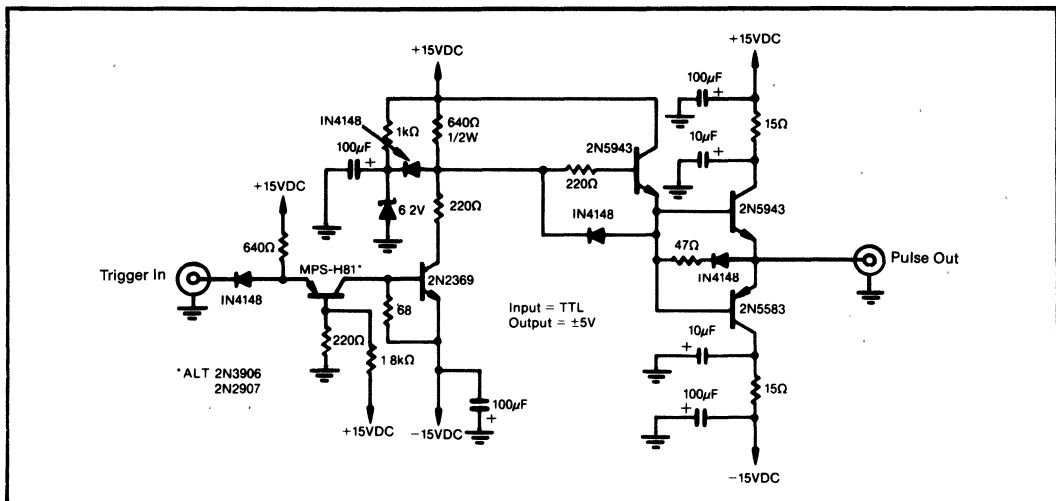 +15VDC
+15VDC
100μF
+
IN4148
1kΩ
640Ω
1/2W
15Ω
2N5943
100μF
+
10μF
+
+15VDC
220Ω
6 2V
220Ω
2N5943
IN4148
640Ω
47Ω
Trigger In
MPS-H81*
Pulse Out
IN4148
2N2369
IN4148
68
Input = TTL
Output = ±5V
2N5583
220Ω
10μF
+
1 8kΩ
*ALT 2N3906
2N2907
15Ω
100μF
+
100μF
+
+15VDC
−15VDC
−15VDC